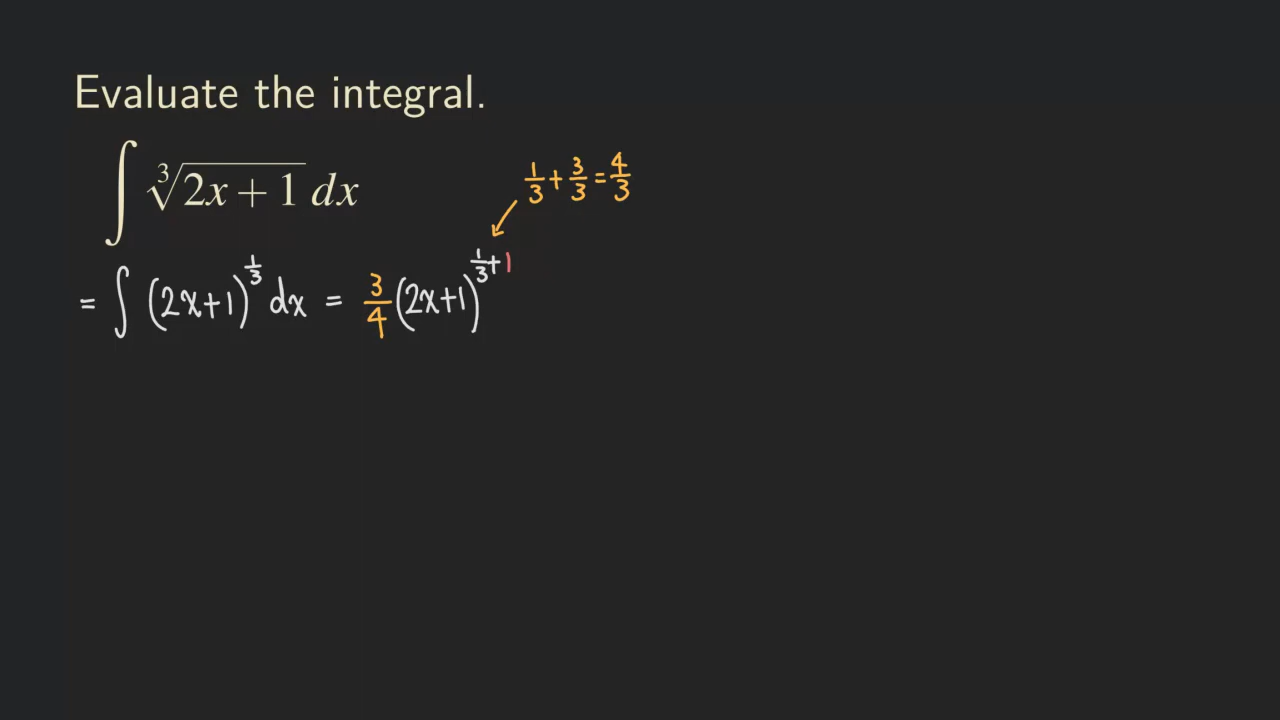 Evaluate the integral.
∫ ∛(2x + 1) dx
1/3 + 3/3 = 4/3
= ∫ (2x+1)^(1/3) dx = 3/4 (2x+1)^(1/3 + 1)